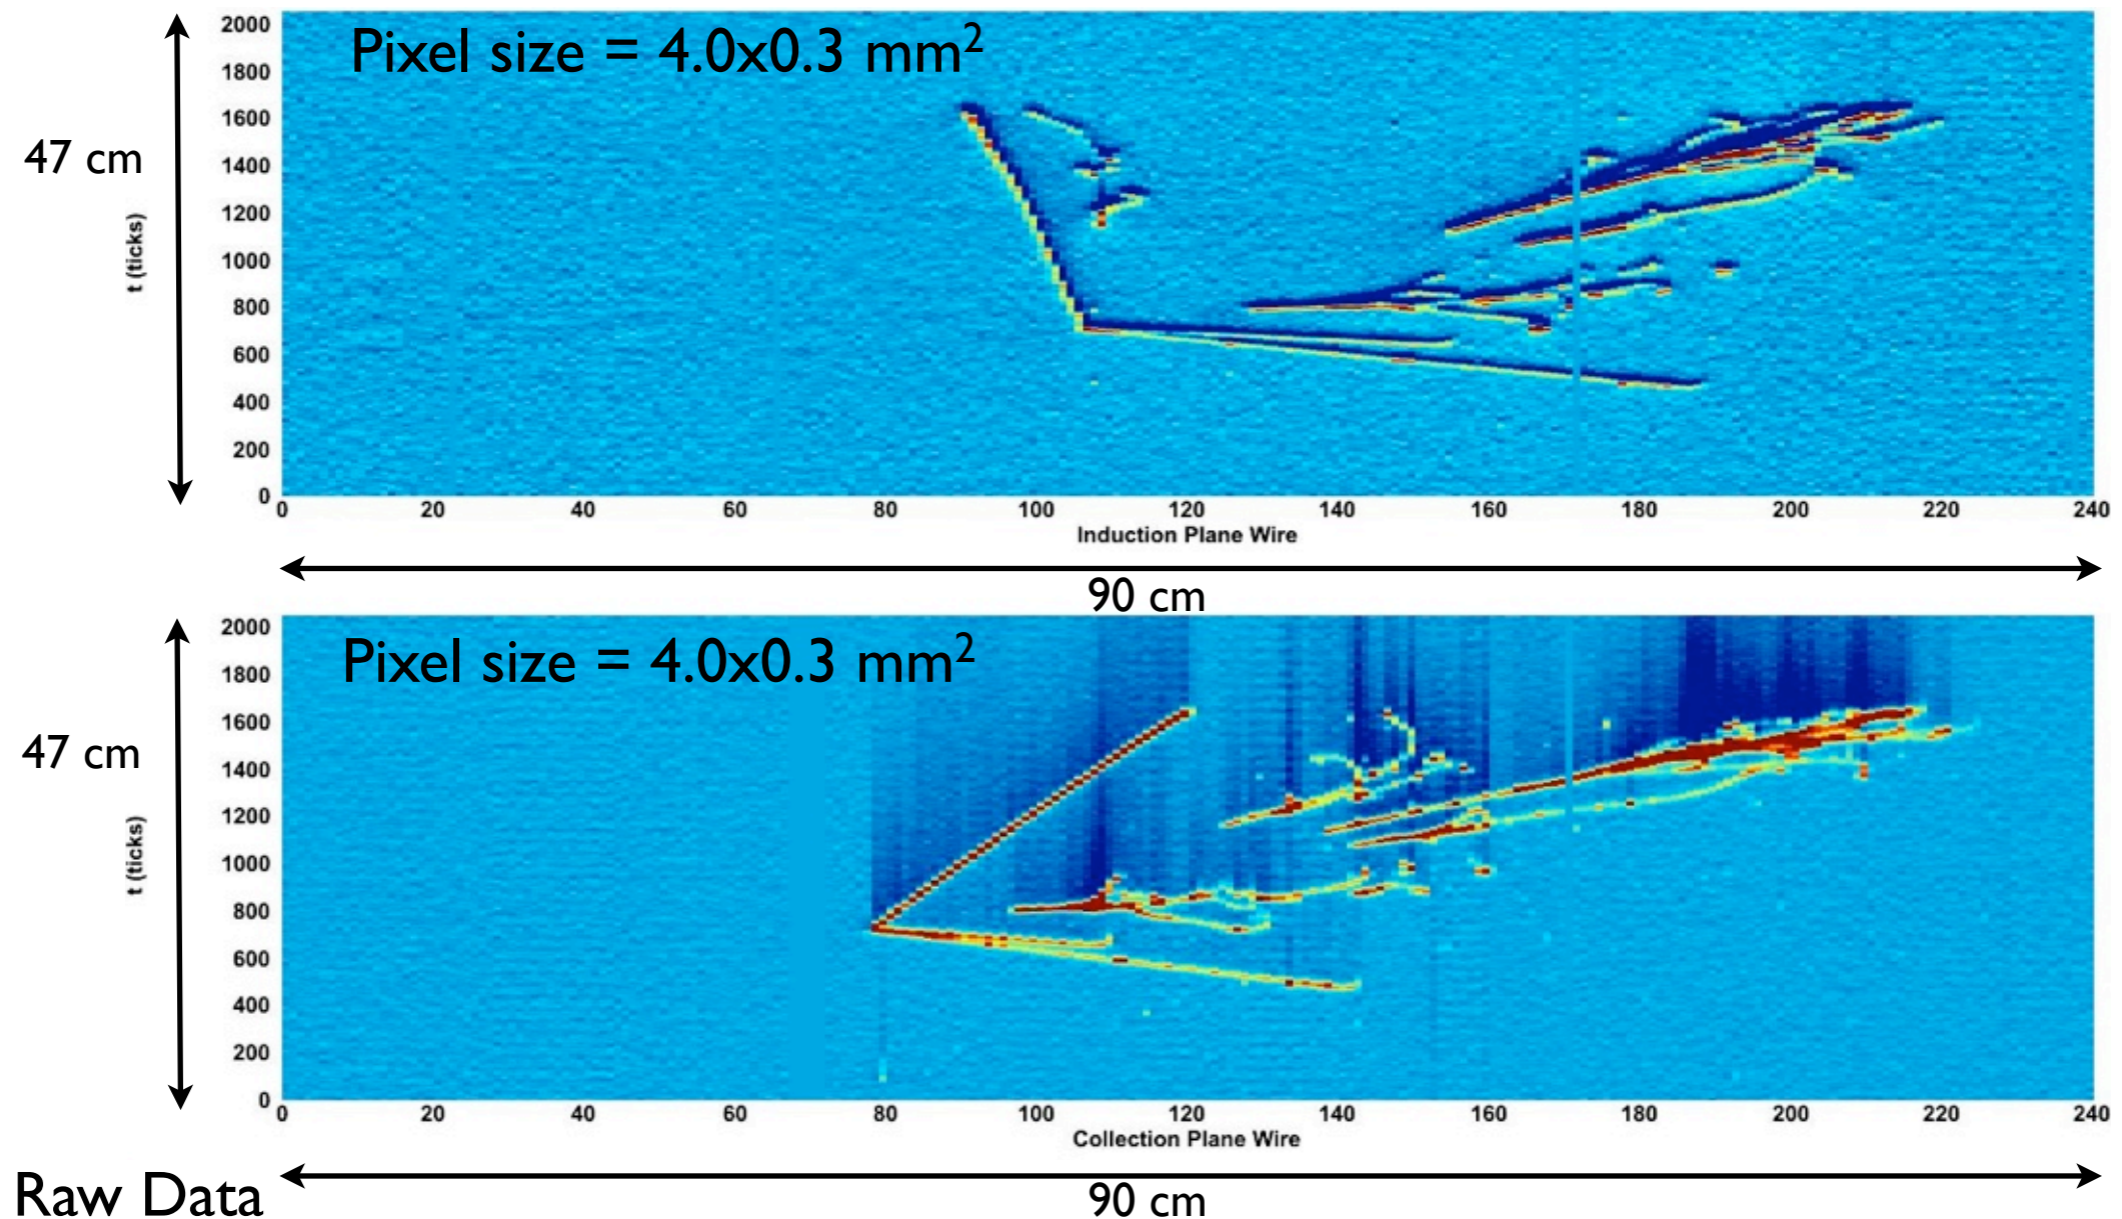 Pixel size = 4.0x0.3 mm²
47 cm
t (ticks)
2000
1800
1600
1400
1200
1000
800
600
400
200
0
0 20 40 60 80 100 120 140 160 180 200 220 240
Induction Plane Wire
90 cm
Pixel size = 4.0x0.3 mm²
47 cm
t (ticks)
2000
1800
1600
1400
1200
1000
800
600
400
200
0
0 20 40 60 80 100 120 140 160 180 200 220 240
Collection Plane Wire
Raw Data
90 cm